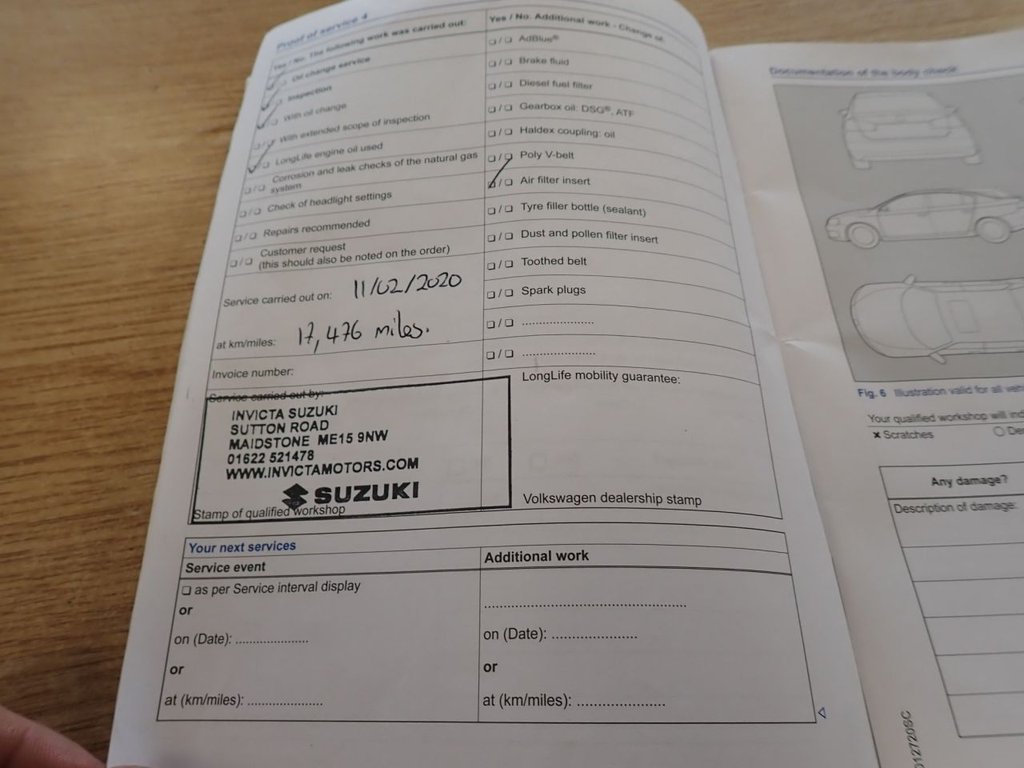 Proof of service 4
Yes / No. The following work was carried out:
❑ / ❑ Oil change service
❑ / ❑ Inspection
❑ / ❑ With oil change
❑ / ❑ With extended scope of inspection
❑ / ❑ LongLife engine oil used
❑ / ❑ Corrosion and leak checks of the natural gas
system
❑ / ❑ Check of headlight settings
❑ / ❑ Repairs recommended
❑ / ❑ Customer request
(this should also be noted on the order)
Service carried out on: 11/02/2020
at km/miles: 17,476 miles.
Invoice number:
Service carried out by:
INVICTA SUZUKI
SUTTON ROAD
MAIDSTONE ME15 9NW
01622 521478
WWW.INVICTAMOTORS.COM
SUZUKI
Stamp of qualified workshop
Yes / No. Additional work - Change of:
❑ / ❑ AdBlue®
❑ / ❑ Brake fluid
❑ / ❑ Diesel fuel filter
❑ / ❑ Gearbox oil: DSG®, ATF
❑ / ❑ Haldex coupling: oil
❑ / ❑ Poly V-belt
❑ / ❑ Air filter insert
❑ / ❑ Tyre filler bottle (sealant)
❑ / ❑ Dust and pollen filter insert
❑ / ❑ Toothed belt
❑ / ❑ Spark plugs
❑ / ❑ ......................
❑ / ❑ ......................
LongLife mobility guarantee:
Volkswagen dealership stamp
Your next services
Service event
❑ as per Service interval display
or
on (Date): ......................
or
at (km/miles): ......................
Additional work
............................................................
on (Date): .........................
or
at (km/miles): .........................
Documentation of the body check
Fig. 6 Illustration valid for all
Your qualified workshop will
× Scratches
Any damage?
Description of damage:
012720SC